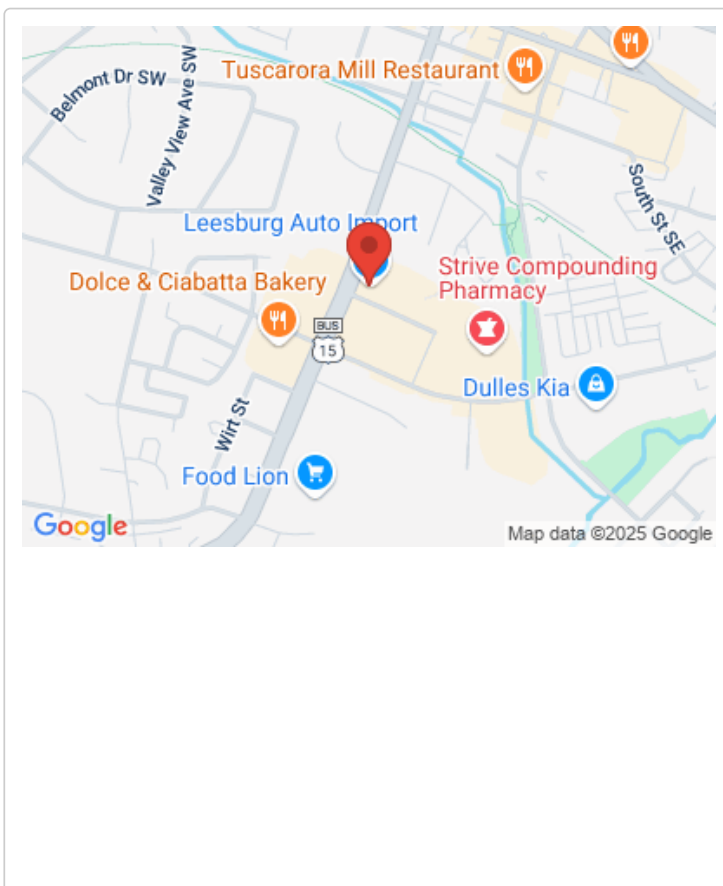 Tuscarora Mill Restaurant
Belmont Dr SW
Valley View Ave SW
South St SE
Leesburg Auto Import
Dolce & Ciabatta Bakery
Strive Compounding
Pharmacy
BUS
15
Dulles Kia
Wirt St
Food Lion
Google
Map data ©2025 Google